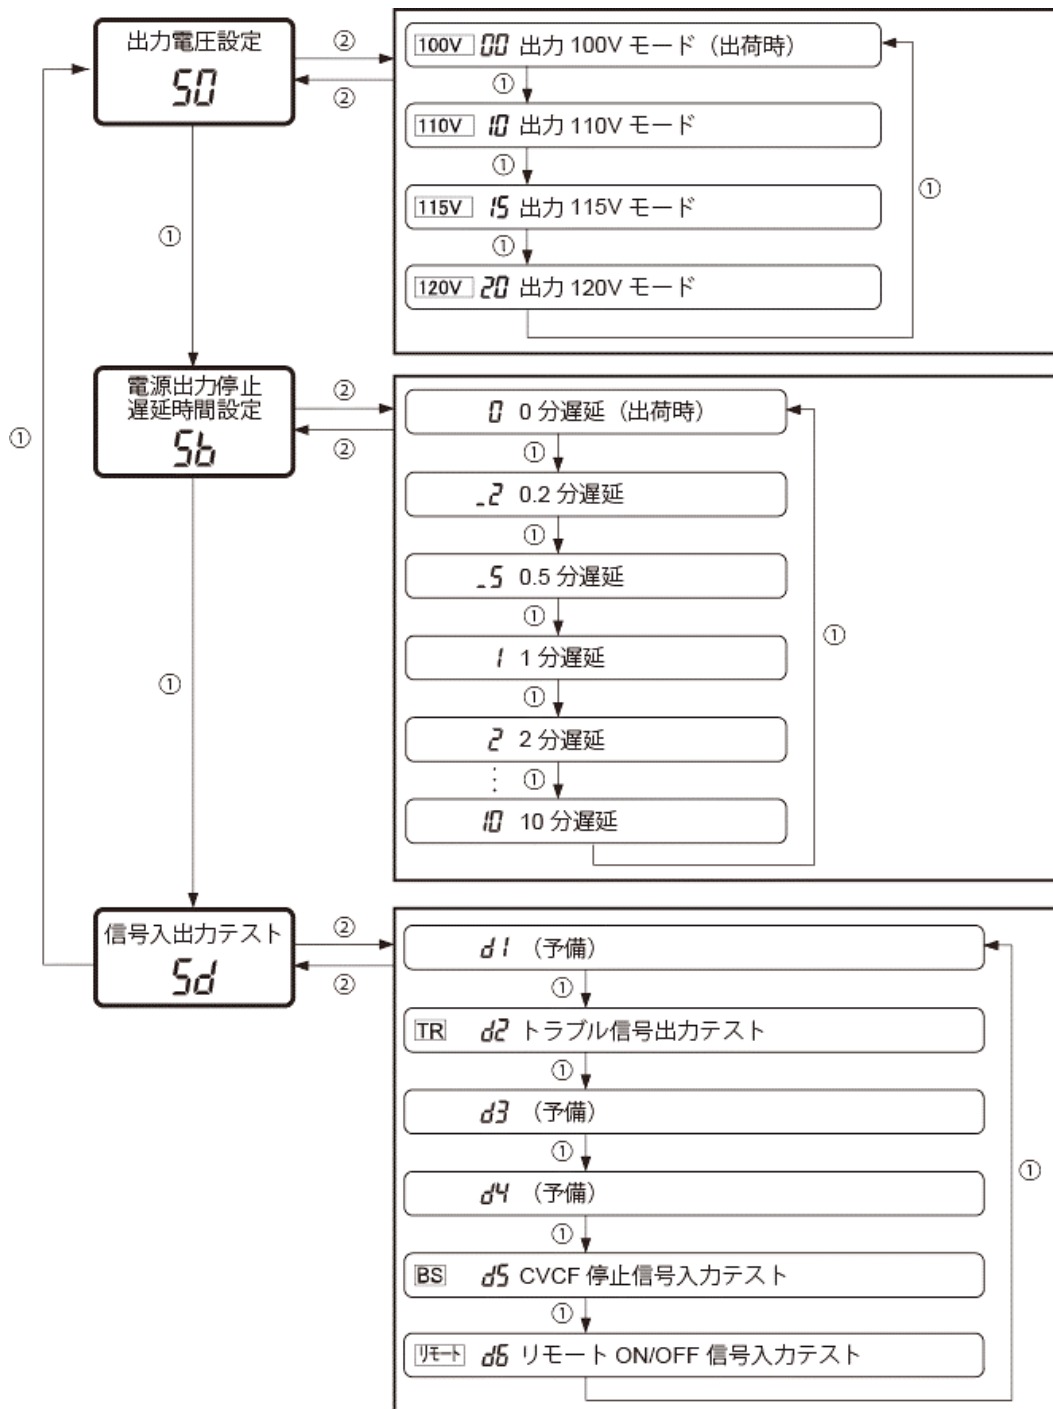 出力電圧設定
S0
②
②
100V 00 出力 100V モード（出荷時）
①
110V 10 出力 110V モード
①
115V 15 出力 115V モード
①
120V 20 出力 120V モード
①
①
電源出力停止
遅延時間設定
Sb
②
②
0 0 分遅延（出荷時）
①
_2 0.2 分遅延
①
_5 0.5 分遅延
①
1 1 分遅延
①
2 2 分遅延
⋮ ①
10 10 分遅延
①
①
①
信号入出力テスト
Sd
②
②
d1 （予備）
①
TR d2 トラブル信号出力テスト
①
d3 （予備）
①
d4 （予備）
①
BS d5 CVCF 停止信号入力テスト
①
リモート d6 リモート ON/OFF 信号入力テスト
①